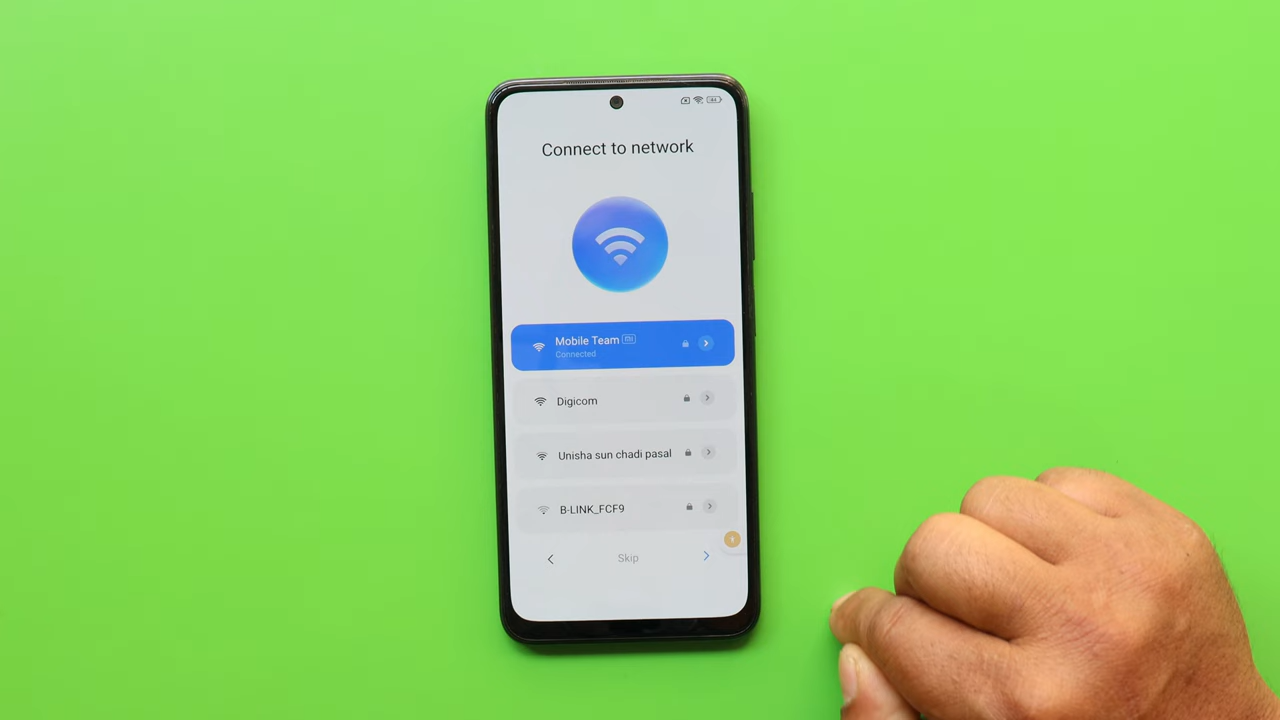 Connect to network
Mobile Team
Connected
Digicom
Unisha sun chadi pasal
B-LINK_FCF9
Skip